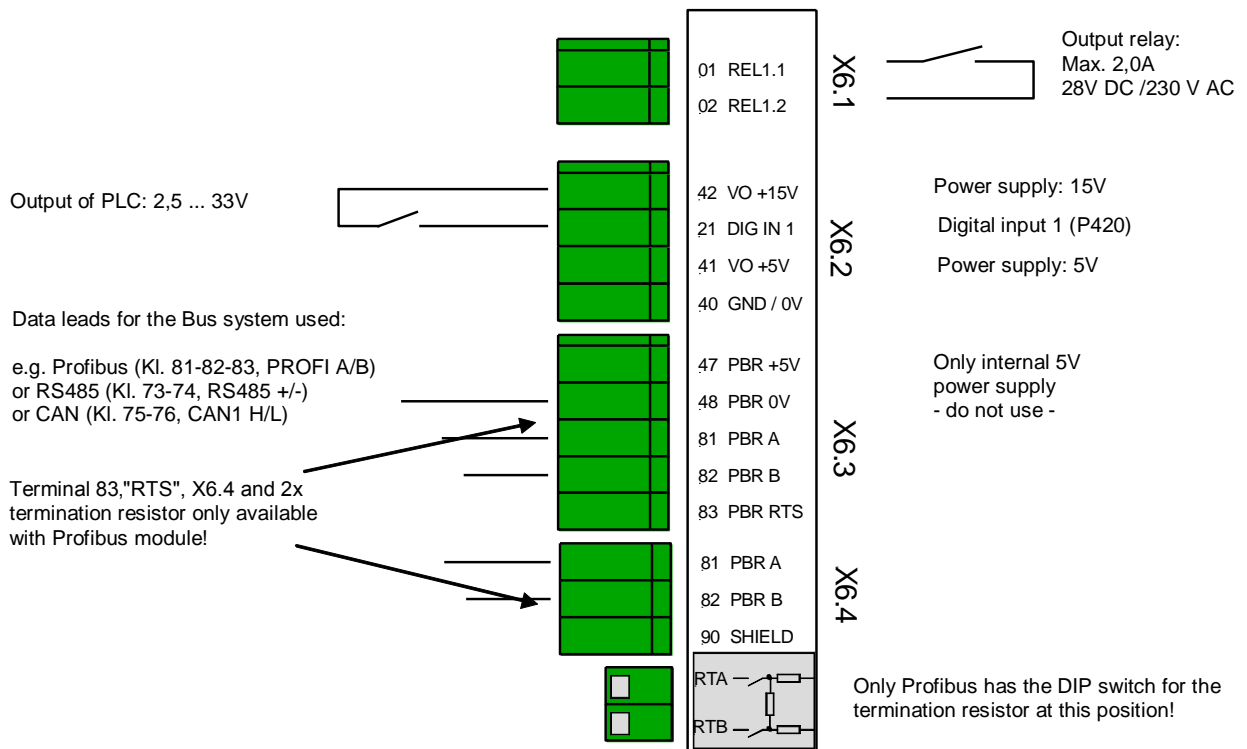 01 REL1.1
02 REL1.2
X6.1
Output relay:
Max. 2,0A
28V DC /230 V AC
Output of PLC: 2,5 ... 33V
42 VO +15V
21 DIG IN 1
41 VO +5V
40 GND / 0V
X6.2
Power supply: 15V
Digital input 1 (P420)
Power supply: 5V
Data leads for the Bus system used:
e.g. Profibus (Kl. 81-82-83, PROFI A/B)
or RS485 (Kl. 73-74, RS485 +/-)
or CAN (Kl. 75-76, CAN1 H/L)
Terminal 83,"RTS", X6.4 and 2x
termination resistor only available
with Profibus module!
47 PBR +5V
48 PBR 0V
81 PBR A
82 PBR B
83 PBR RTS
X6.3
Only internal 5V
power supply
- do not use -
81 PBR A
82 PBR B
90 SHIELD
X6.4
RTA
RTB
Only Profibus has the DIP switch for the
termination resistor at this position!